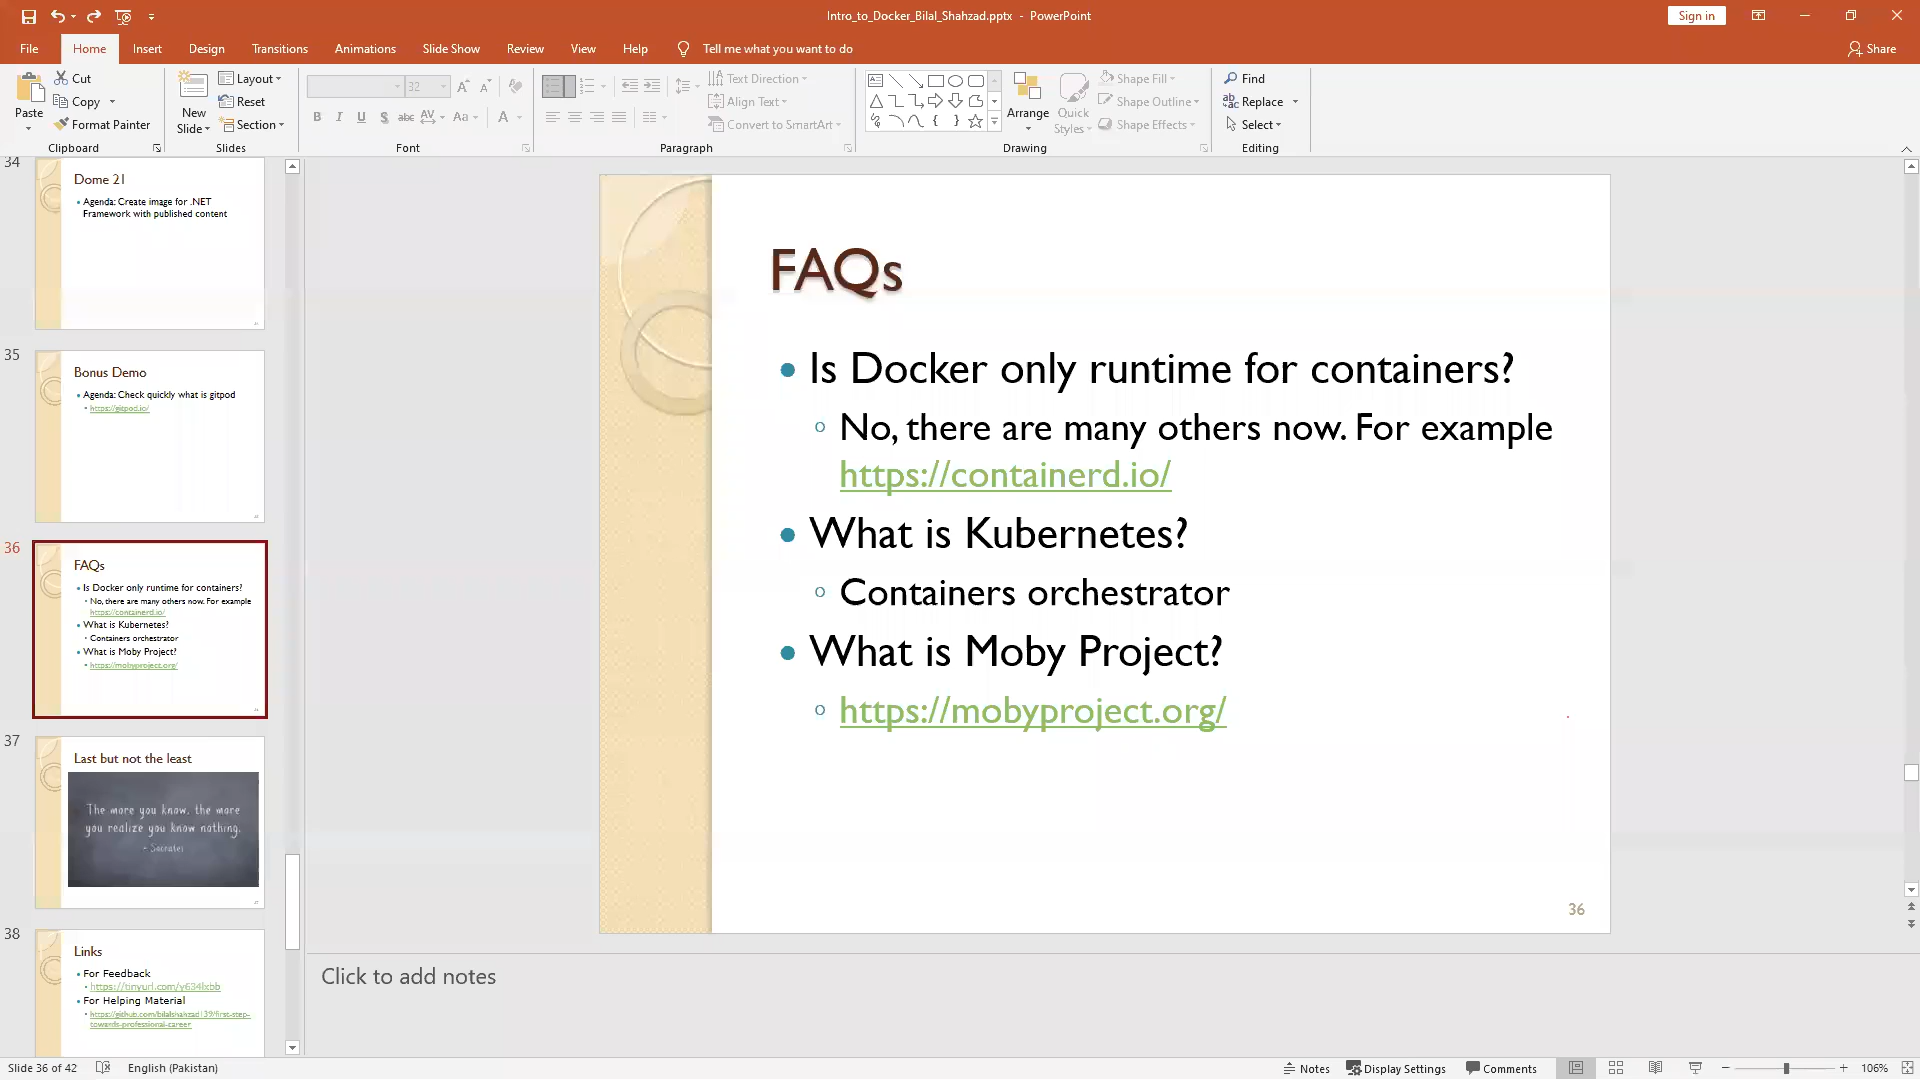 Intro_to_Docker_Bilal_Shahzad.pptx - PowerPoint
Sign in
File Home Insert Design Transitions Animations Slide Show Review View Help Tell me what you want to do Share
Paste
Cut
Copy
Format Painter
Clipboard
New Slide
Layout
Reset
Section
Slides
32
Font
Text Direction
Align Text
Convert to SmartArt
Paragraph
Arrange
Quick Styles
Shape Fill
Shape Outline
Shape Effects
Drawing
Find
Replace
Select
Editing
34
Dome 21
Agenda: Create image for .NET
Framework with published content
35
Bonus Demo
Agenda: Check quickly what is gitpod
https://gitpod.io/
36
FAQs
Is Docker only runtime for containers?
No, there are many others now. For example
https://containerd.io/
What is Kubernetes?
Containers orchestrator
What is Moby Project?
https://mobyproject.org/
37
Last but not the least
The more you know, the more
you realize you know nothing.
- Socrates
38
Links
For Feedback
For Helping Material
https://github.com/bilalshahzad139/first-step-
towards-professional-career
FAQs
Is Docker only runtime for containers?
No, there are many others now. For example
https://containerd.io/
What is Kubernetes?
Containers orchestrator
What is Moby Project?
https://mobyproject.org/
36
Click to add notes
Slide 36 of 42 English (Pakistan) Notes Display Settings Comments 106%